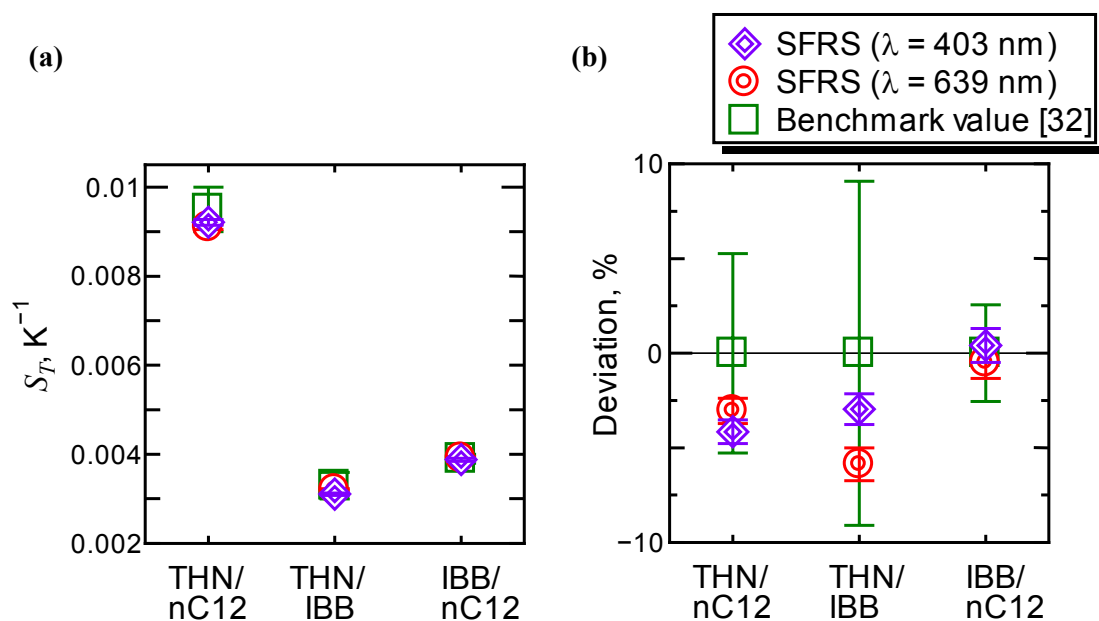 (a)
(b)
SFRS (λ = 403 nm)
SFRS (λ = 639 nm)
Benchmark value [32]
0.01
0.008
0.006
0.004
0.002
S_T, K⁻¹
THN/
nC12
THN/
IBB
IBB/
nC12
10
0
−10
Deviation, %
THN/
nC12
THN/
IBB
IBB/
nC12